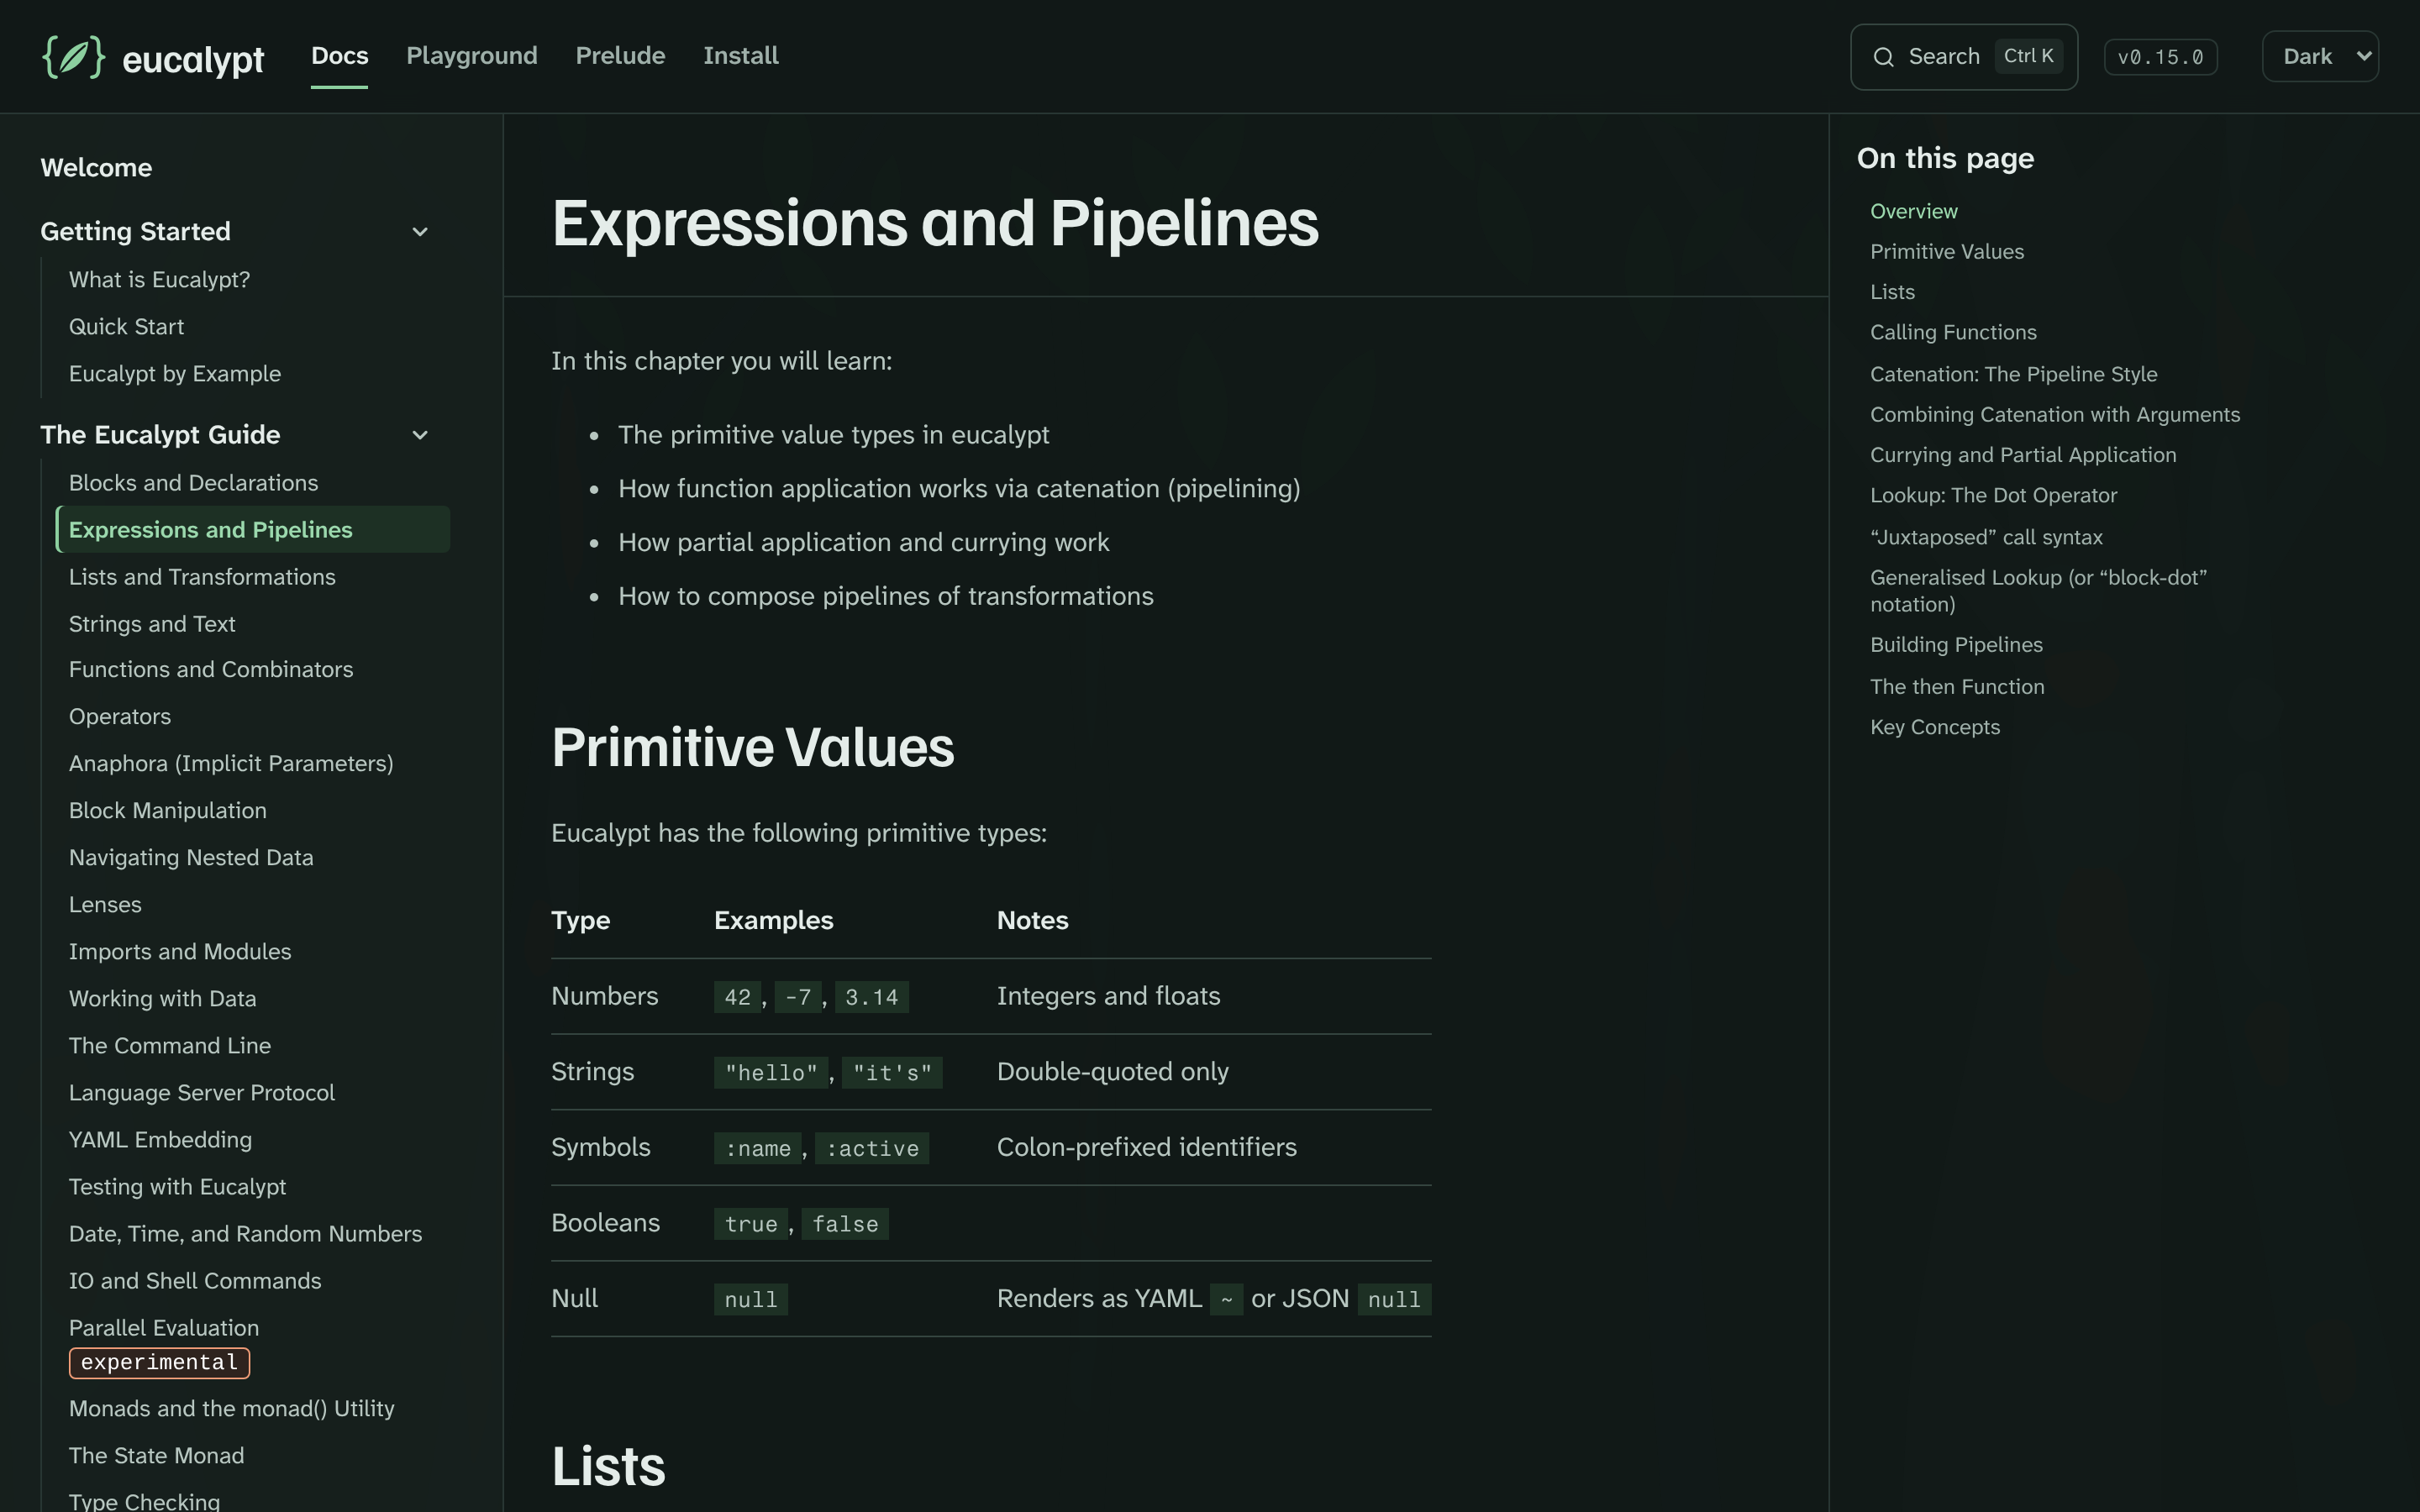 eucalypt
Docs
Playground
Prelude
Install
Search
Ctrl K
v0.15.0
Dark
Welcome
Getting Started
What is Eucalypt?
Quick Start
Eucalypt by Example
The Eucalypt Guide
Blocks and Declarations
Expressions and Pipelines
Lists and Transformations
Strings and Text
Functions and Combinators
Operators
Anaphora (Implicit Parameters)
Block Manipulation
Navigating Nested Data
Lenses
Imports and Modules
Working with Data
The Command Line
Language Server Protocol
YAML Embedding
Testing with Eucalypt
Date, Time, and Random Numbers
IO and Shell Commands
Parallel Evaluation
experimental
Monads and the monad() Utility
The State Monad
Type Checking
Expressions and Pipelines
In this chapter you will learn:
• The primitive value types in eucalypt
• How function application works via catenation (pipelining)
• How partial application and currying work
• How to compose pipelines of transformations
Primitive Values
Eucalypt has the following primitive types:
Type Examples Notes
Numbers 42, -7, 3.14 Integers and floats
Strings "hello", "it's" Double-quoted only
Symbols :name, :active Colon-prefixed identifiers
Booleans true, false
Null null Renders as YAML ~ or JSON null
Lists
On this page
Overview
Primitive Values
Lists
Calling Functions
Catenation: The Pipeline Style
Combining Catenation with Arguments
Currying and Partial Application
Lookup: The Dot Operator
“Juxtaposed” call syntax
Generalised Lookup (or “block-dot”
notation)
Building Pipelines
The then Function
Key Concepts